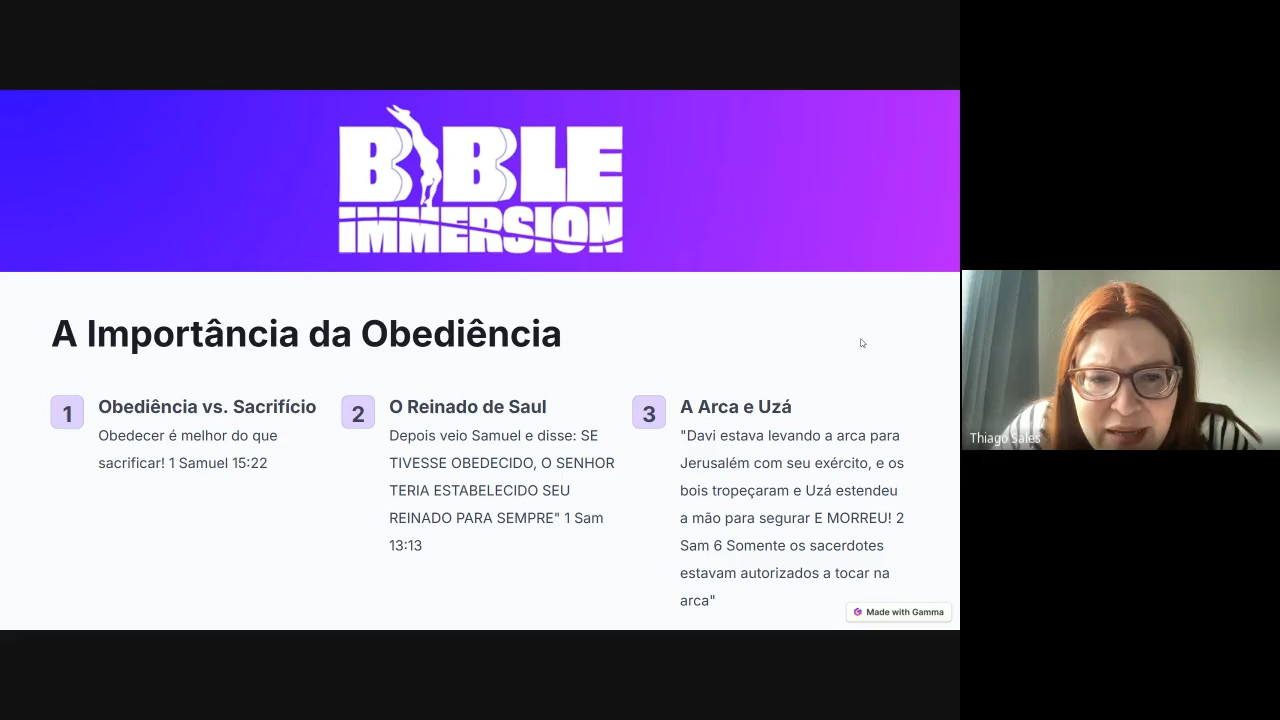 BIBLE
IMMERSION
A Importância da Obediência
1
Obediência vs. Sacrifício
Obedecer é melhor do que
sacrificar! 1 Samuel 15:22
2
O Reinado de Saul
Depois veio Samuel e disse: SE
TIVESSE OBEDECIDO, O SENHOR
TERIA ESTABELECIDO SEU
REINADO PARA SEMPRE" 1 Sam
13:13
3
A Arca e Uzá
"Davi estava levando a arca para
Jerusalém com seu exército, e os
bois tropeçaram e Uzá estendeu
a mão para segurar E MORREU! 2
Sam 6 Somente os sacerdotes
estavam autorizados a tocar na
arca"
Made with Gamma
Thiago Sales